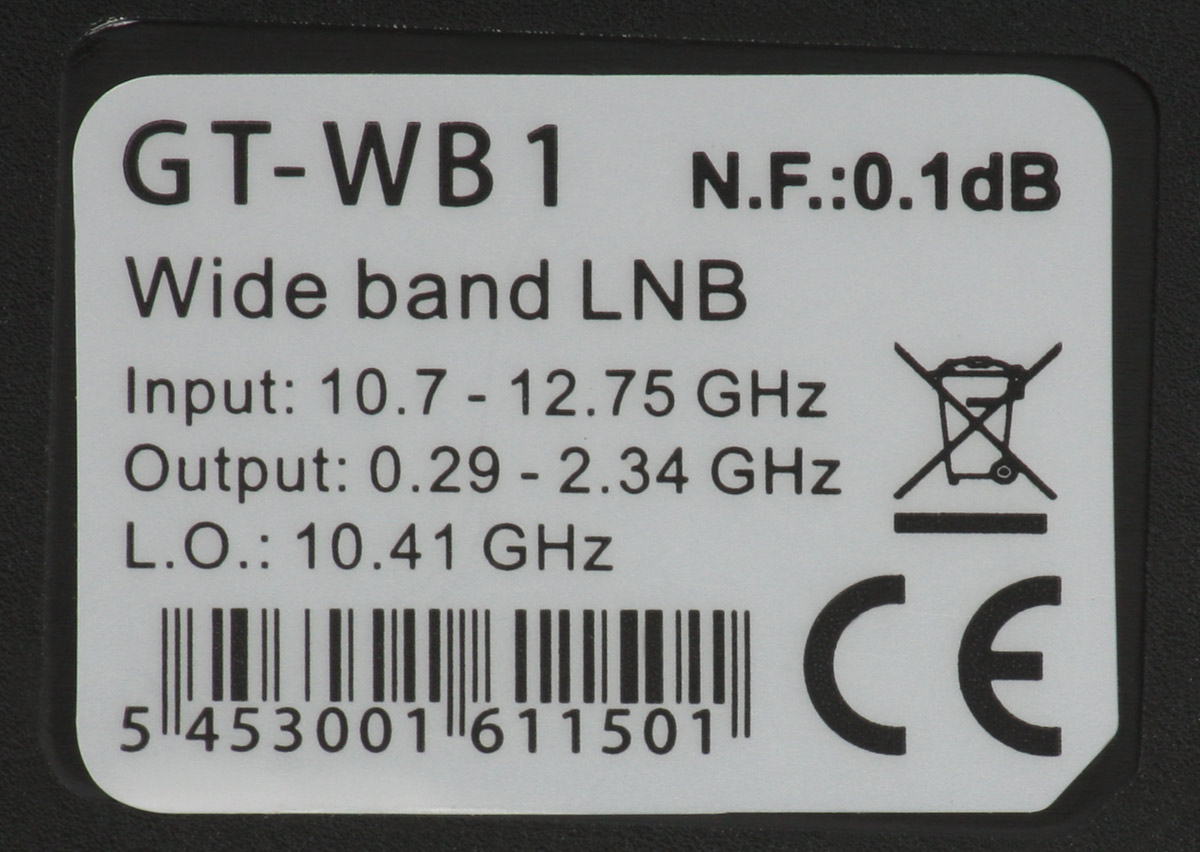 GT-WB1 N.F.:0.1dB
Wide band LNB
Input: 10.7 - 12.75 GHz
Output: 0.29 - 2.34 GHz
L.O.: 10.41 GHz
5 453001 611501
CE